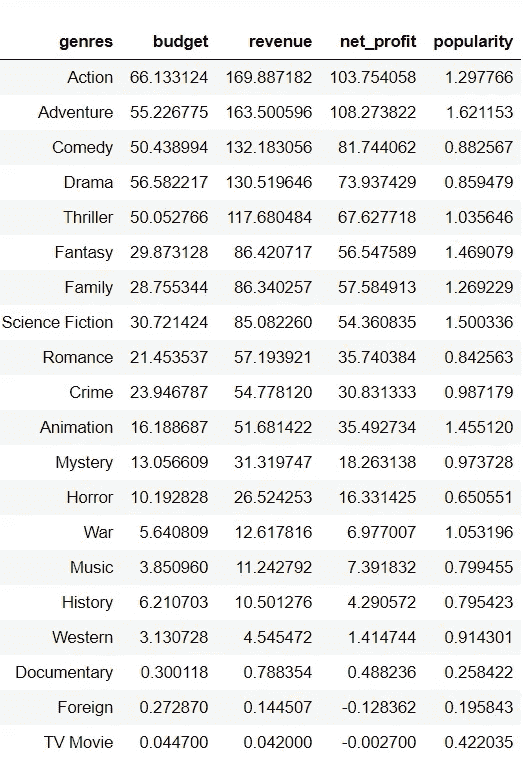 genres budget revenue net_profit popularity
Action 66.133124 169.887182 103.754058 1.297766
Adventure 55.226775 163.500596 108.273822 1.621153
Comedy 50.438994 132.183056 81.744062 0.882567
Drama 56.582217 130.519646 73.937429 0.859479
Thriller 50.052766 117.680484 67.627718 1.035646
Fantasy 29.873128 86.420717 56.547589 1.469079
Family 28.755344 86.340257 57.584913 1.269229
Science Fiction 30.721424 85.082260 54.360835 1.500336
Romance 21.453537 57.193921 35.740384 0.842563
Crime 23.946787 54.778120 30.831333 0.987179
Animation 16.188687 51.681422 35.492734 1.455120
Mystery 13.056609 31.319747 18.263138 0.973728
Horror 10.192828 26.524253 16.331425 0.650551
War 5.640809 12.617816 6.977007 1.053196
Music 3.850960 11.242792 7.391832 0.799455
History 6.210703 10.501276 4.290572 0.795423
Western 3.130728 4.545472 1.414744 0.914301
Documentary 0.300118 0.788354 0.488236 0.258422
Foreign 0.272870 0.144507 -0.128362 0.195843
TV Movie 0.044700 0.042000 -0.002700 0.422035